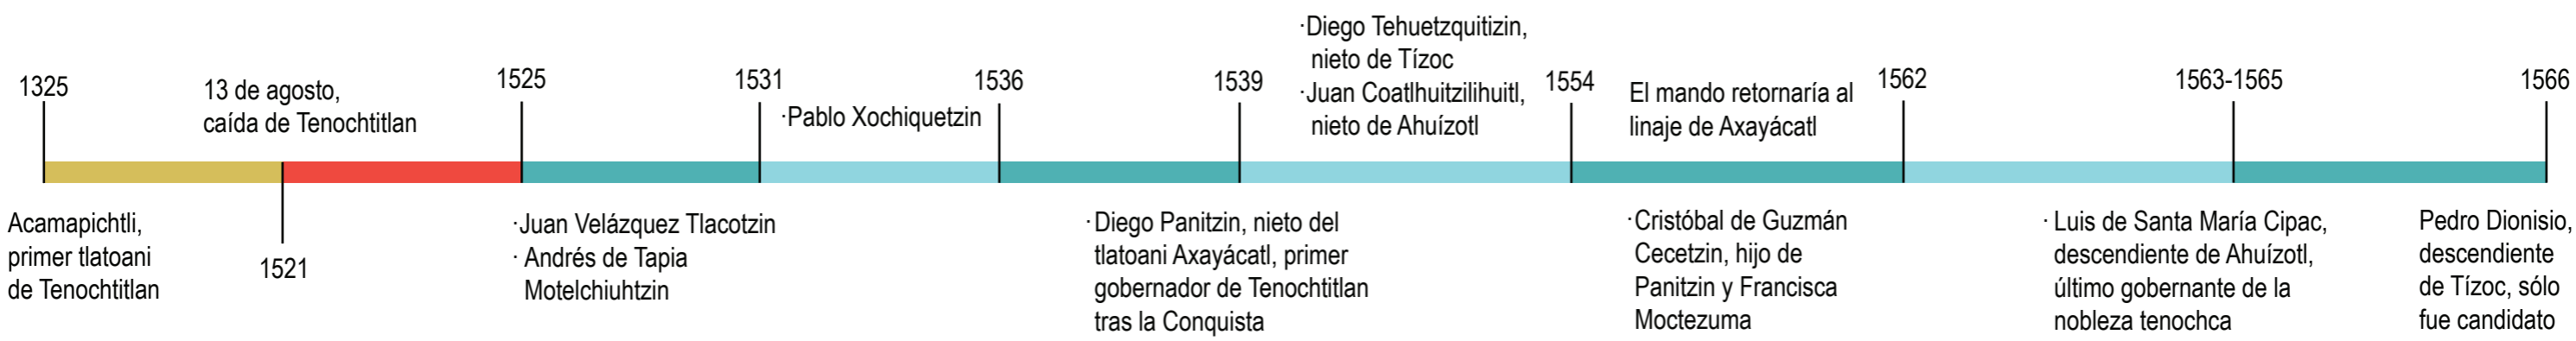 1325
Acamapichtli,
primer tlatoani
de Tenochtitlan
13 de agosto,
caída de Tenochtitlan
1521
1525
·Juan Velázquez Tlacotzin
· Andrés de Tapia
Motelchiuhtzin
1531
·Pablo Xochiquetzin
1536
· Diego Panitzin, nieto del
tlatoani Axayácatl, primer
gobernador de Tenochtitlan
tras la Conquista
1539
·Diego Tehuetzquitizin,
nieto de Tízoc
·Juan Coatlhuitzilihuitl,
nieto de Ahuízotl
1554
El mando retornaría al
linaje de Axayácatl
·Cristóbal de Guzmán
Cecetzin, hijo de
Panitzin y Francisca
Moctezuma
1562
· Luis de Santa María Cipac,
descendiente de Ahuízotl,
último gobernante de la
nobleza tenochca
1563-1565
1566
Pedro Dionisio,
descendiente
de Tízoc, sólo
fue candidato